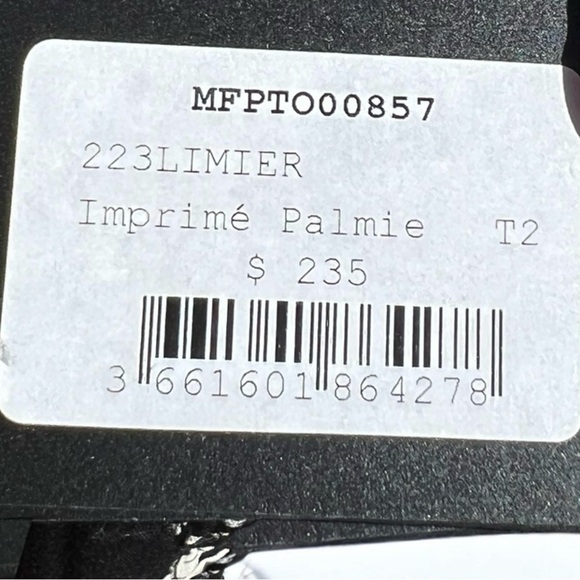 MFPTO00857
223LIMIER
Imprimé Palmie T2
$ 235
3 661601 864278